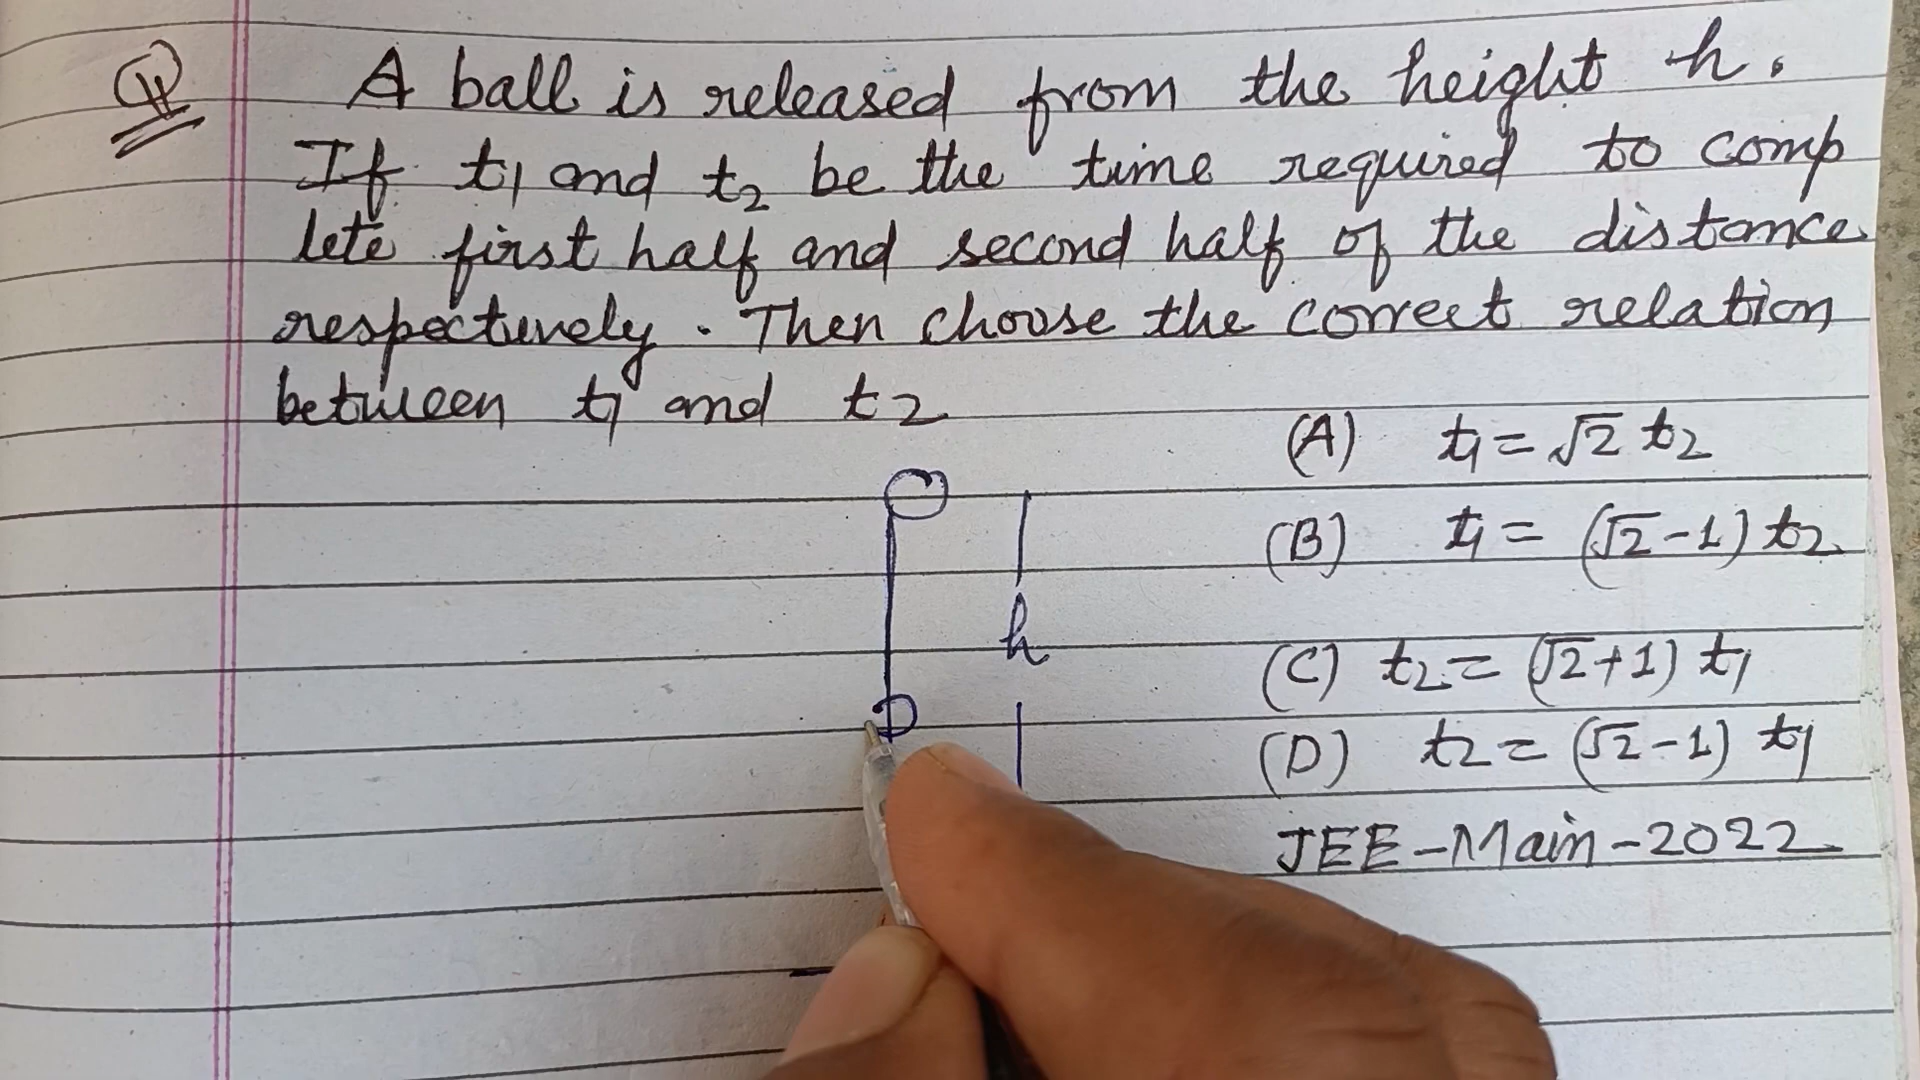 Q
A ball is released from the height h.
If t1 and t2 be the time required to comp
lete first half and second half of the distance
respectively. Then choose the correct relation
between t1 and t2
(A) t1 = √2 t2
(B) t1 = (√2-1) t2
h
(C) t2 = (√2+1) t1
(D) t2 = (√2-1) t1
JEE-Main-2022